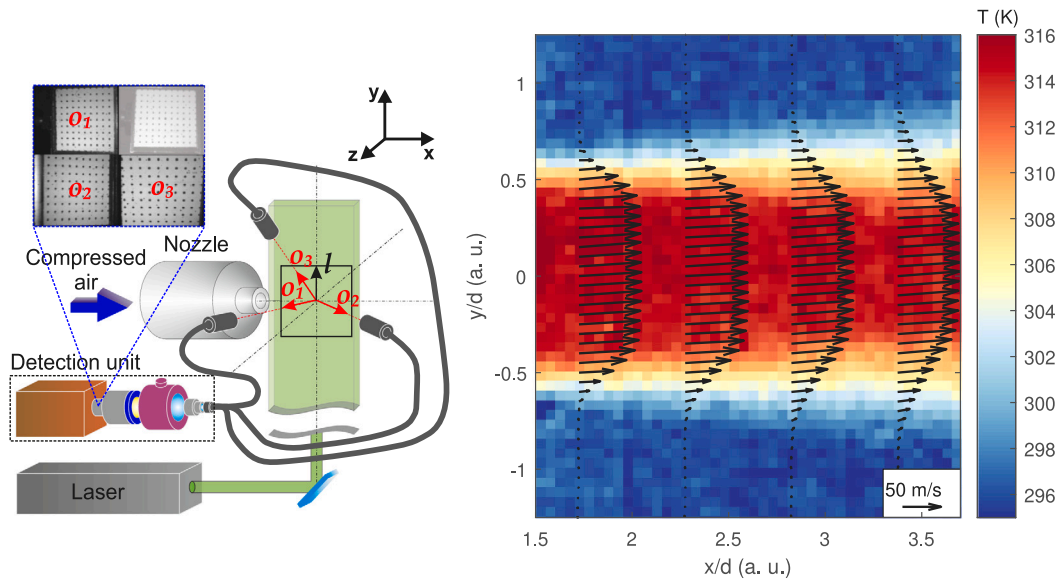 o1
o2
o3
y
x
z
Nozzle
Compressed
air
o3
l
o1
o2
Detection unit
Laser
T (K)
316
314
312
310
308
306
304
302
300
298
296
1
0.5
0
-0.5
-1
y/d (a. u.)
50 m/s
1.5
2
2.5
3
3.5
x/d (a. u.)